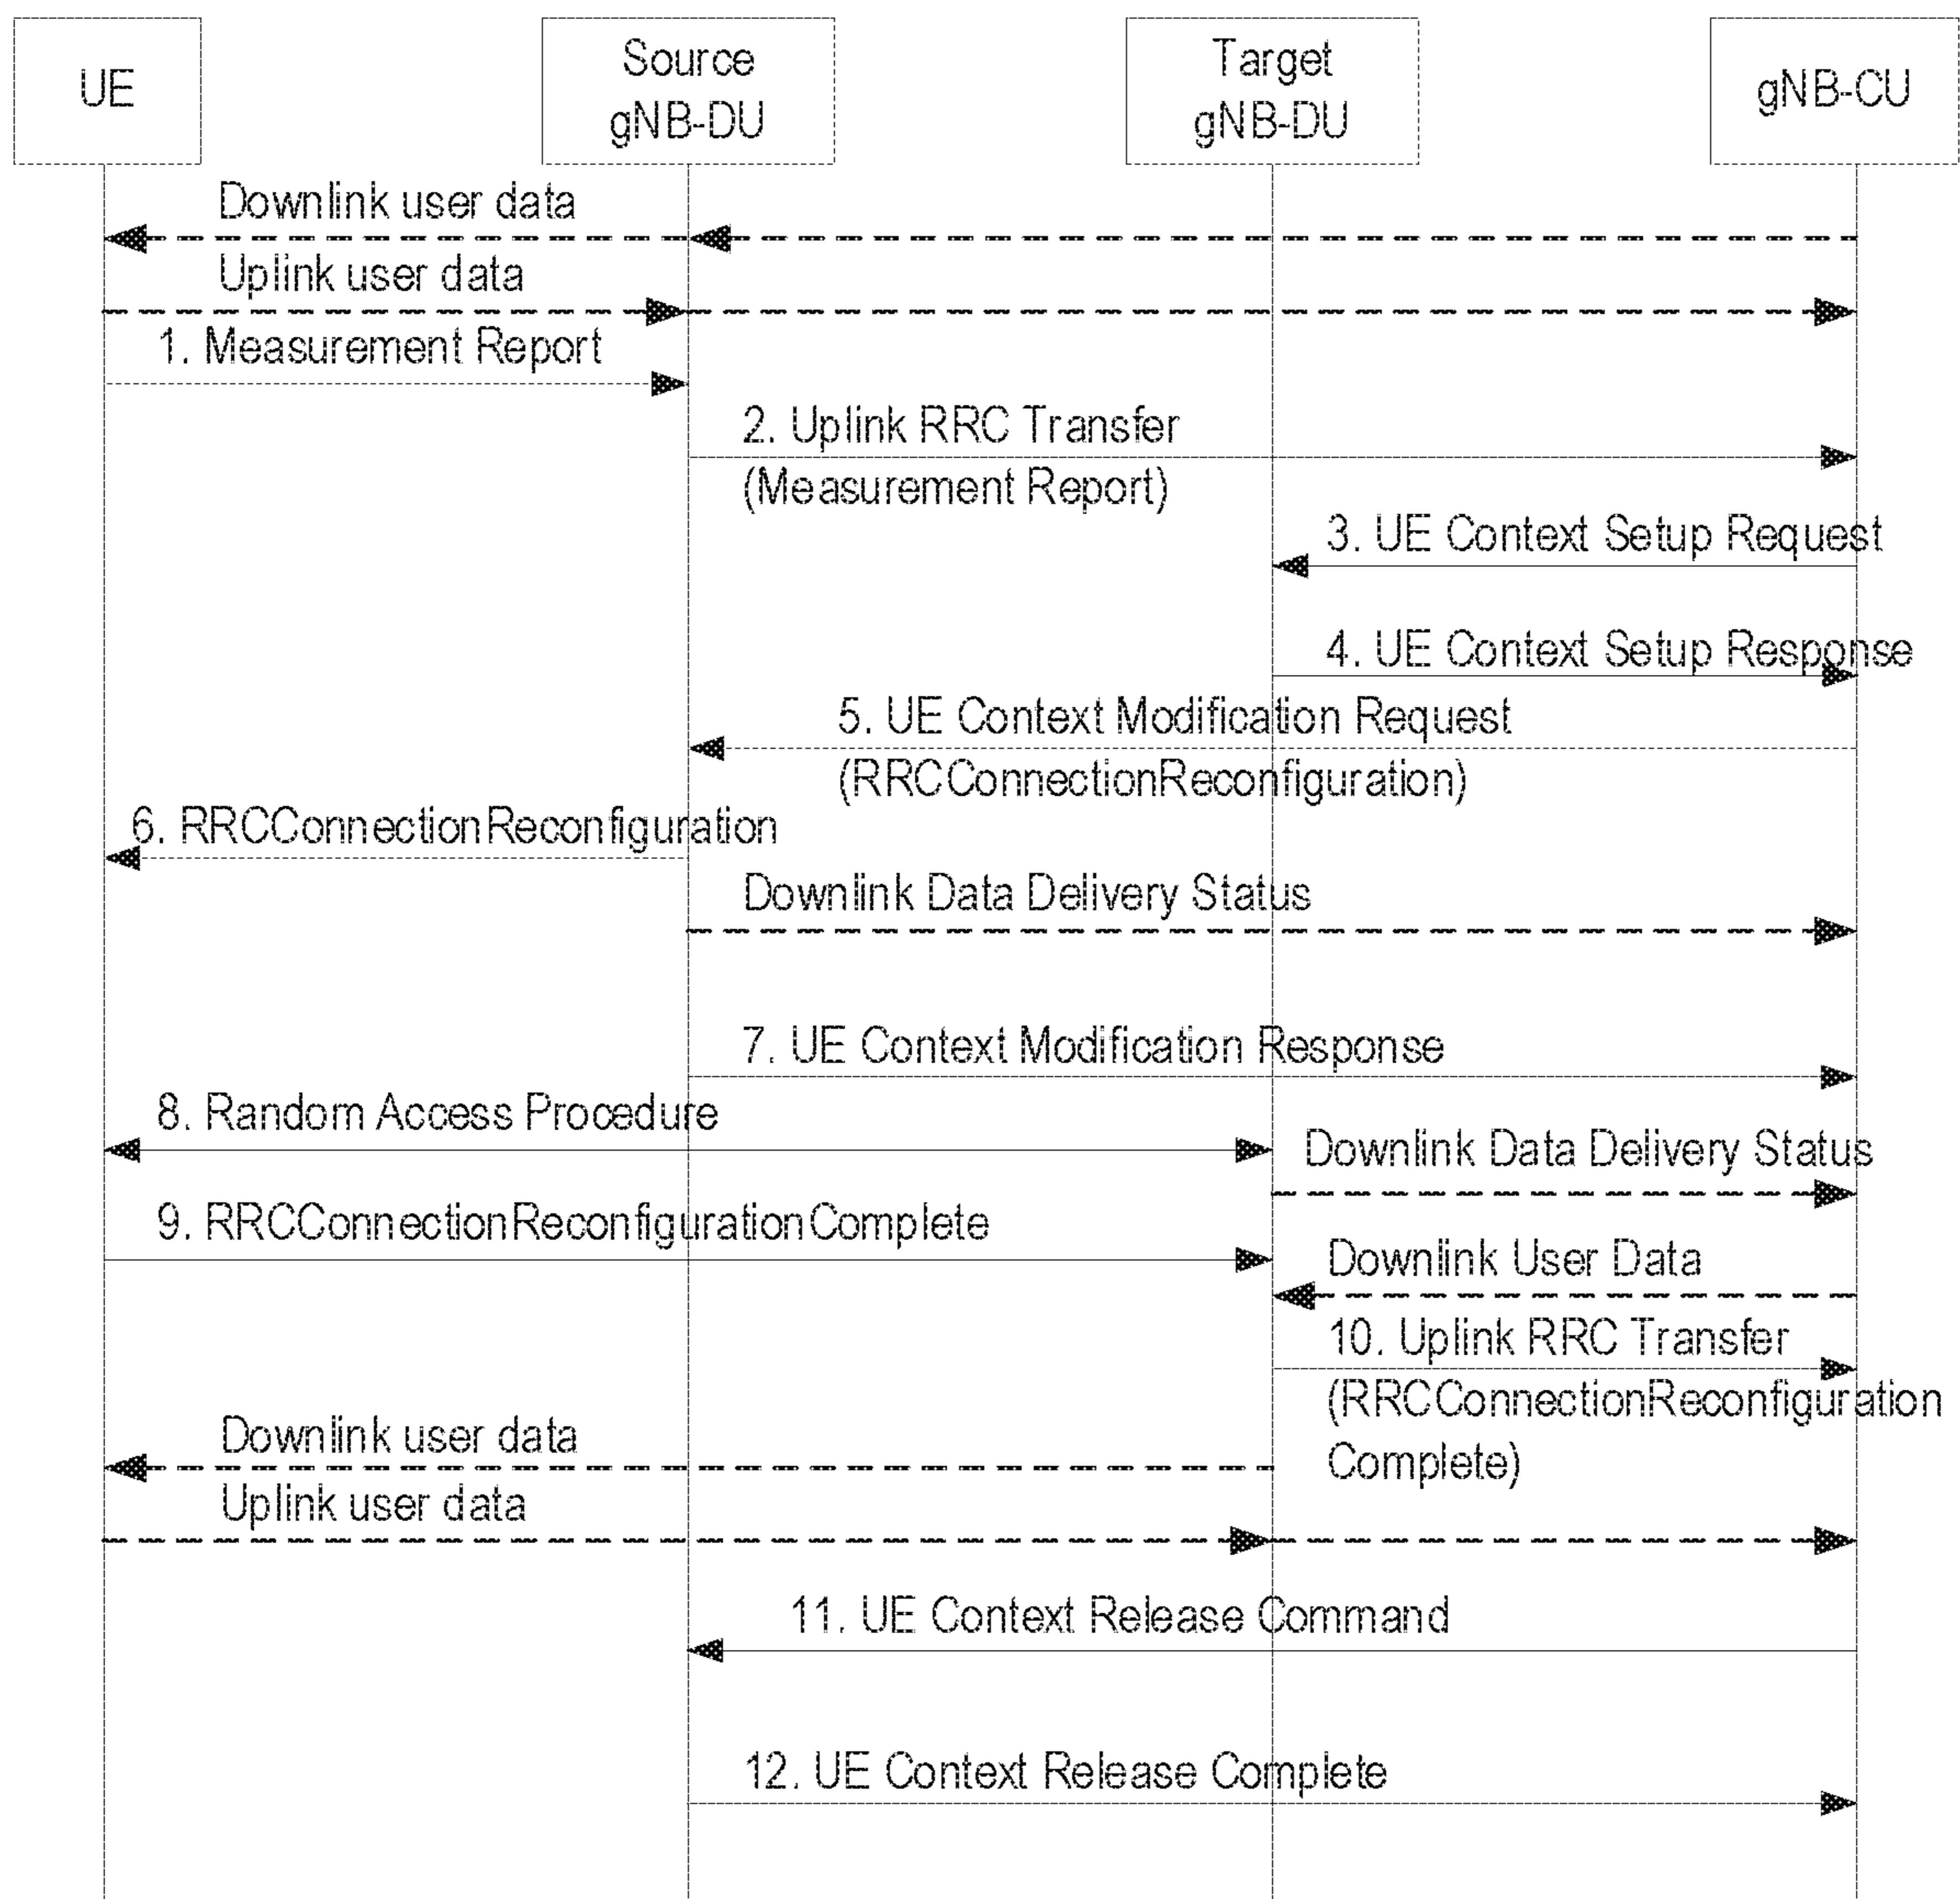 UE
Source
gNB-DU
Target
gNB-DU
gNB-CU
Downlink user data
Uplink user data
1. Measurement Report
2. Uplink RRC Transfer
(Measurement Report)
3. UE Context Setup Request
4. UE Context Setup Response
5. UE Context Modification Request
(RRCConnectionReconfiguration)
6. RRCConnectionReconfiguration
Downlink Data Delivery Status
7. UE Context Modification Response
8. Random Access Procedure
Downlink Data Delivery Status
9. RRCConnectionReconfigurationComplete
Downlink User Data
10. Uplink RRC Transfer
(RRCConnectionReconfiguration
Complete)
Downlink user data
Uplink user data
11. UE Context Release Command
12. UE Context Release Complete